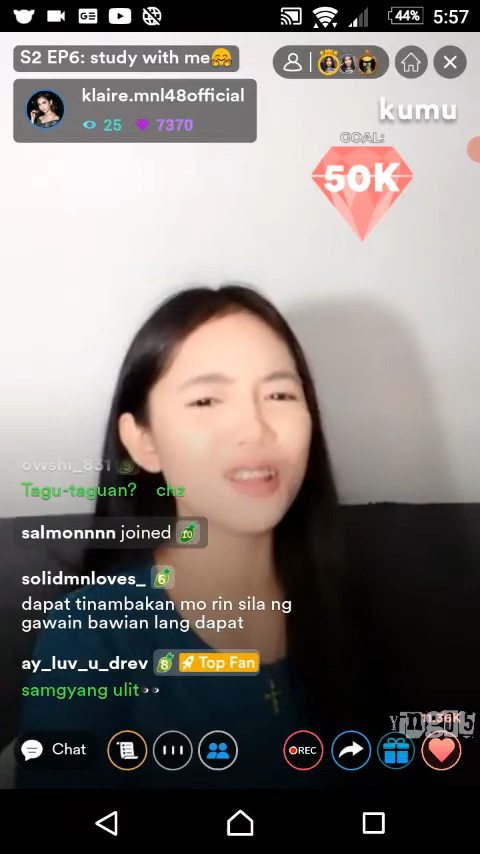 44% 5:57
S2 EP6: study with me🤗
klaire.mnl48official
25 7370
kumu
GOAL:
50K
owshi_831 9
Tagu-taguan? chz
salmonnnn joined 10
solidmnloves_ 6
dapat tinambakan mo rin sila ng
gawain bawian lang dapat
ay_luv_u_drev 8 Top Fan
samgyang ulit👀
Chat
REC